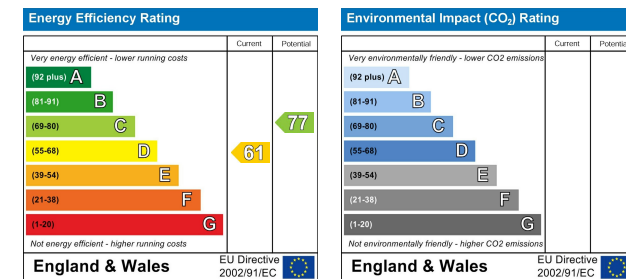 Energy Efficiency Rating
Current Potential
Very energy efficient - lower running costs
(92 plus) A
(81-91) B
(69-80) C
77
(55-68) D
61
(39-54) E
(21-38) F
(1-20) G
Not energy efficient - higher running costs
England & Wales
EU Directive
2002/91/EC
Environmental Impact (CO₂) Rating
Current Potential
Very environmentally friendly - lower CO2 emissions
(92 plus) A
(81-91) B
(69-80) C
(55-68) D
(39-54) E
(21-38) F
(1-20) G
Not environmentally friendly - higher CO2 emissions
England & Wales
EU Directive
2002/91/EC